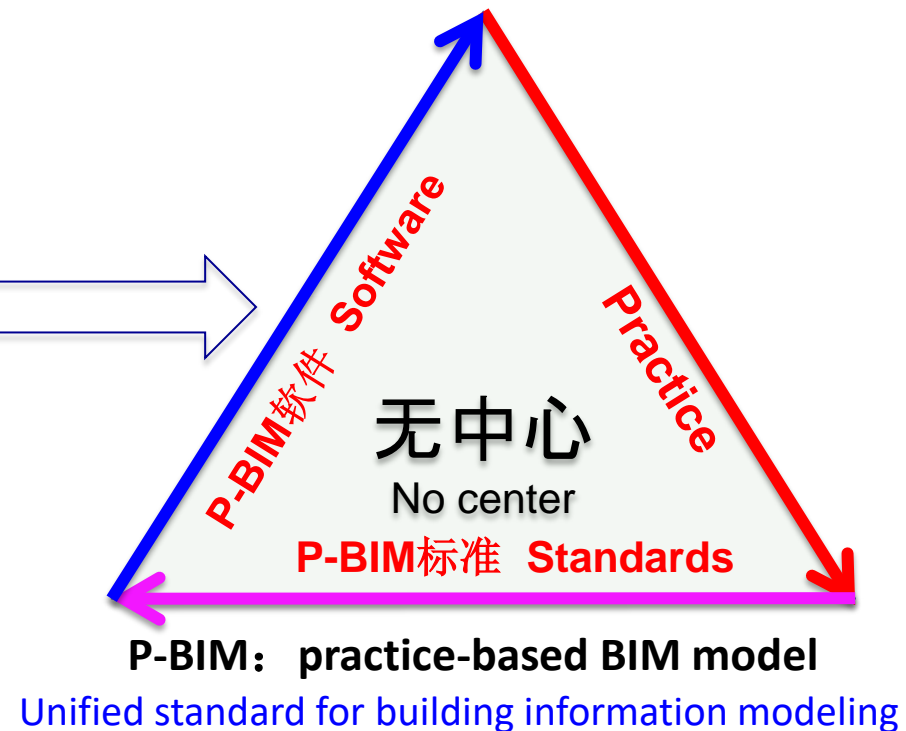 P-BIM软件 Software
Practice
无中心
No center
P-BIM标准 Standards
P-BIM： practice-based BIM model
Unified standard for building information modeling